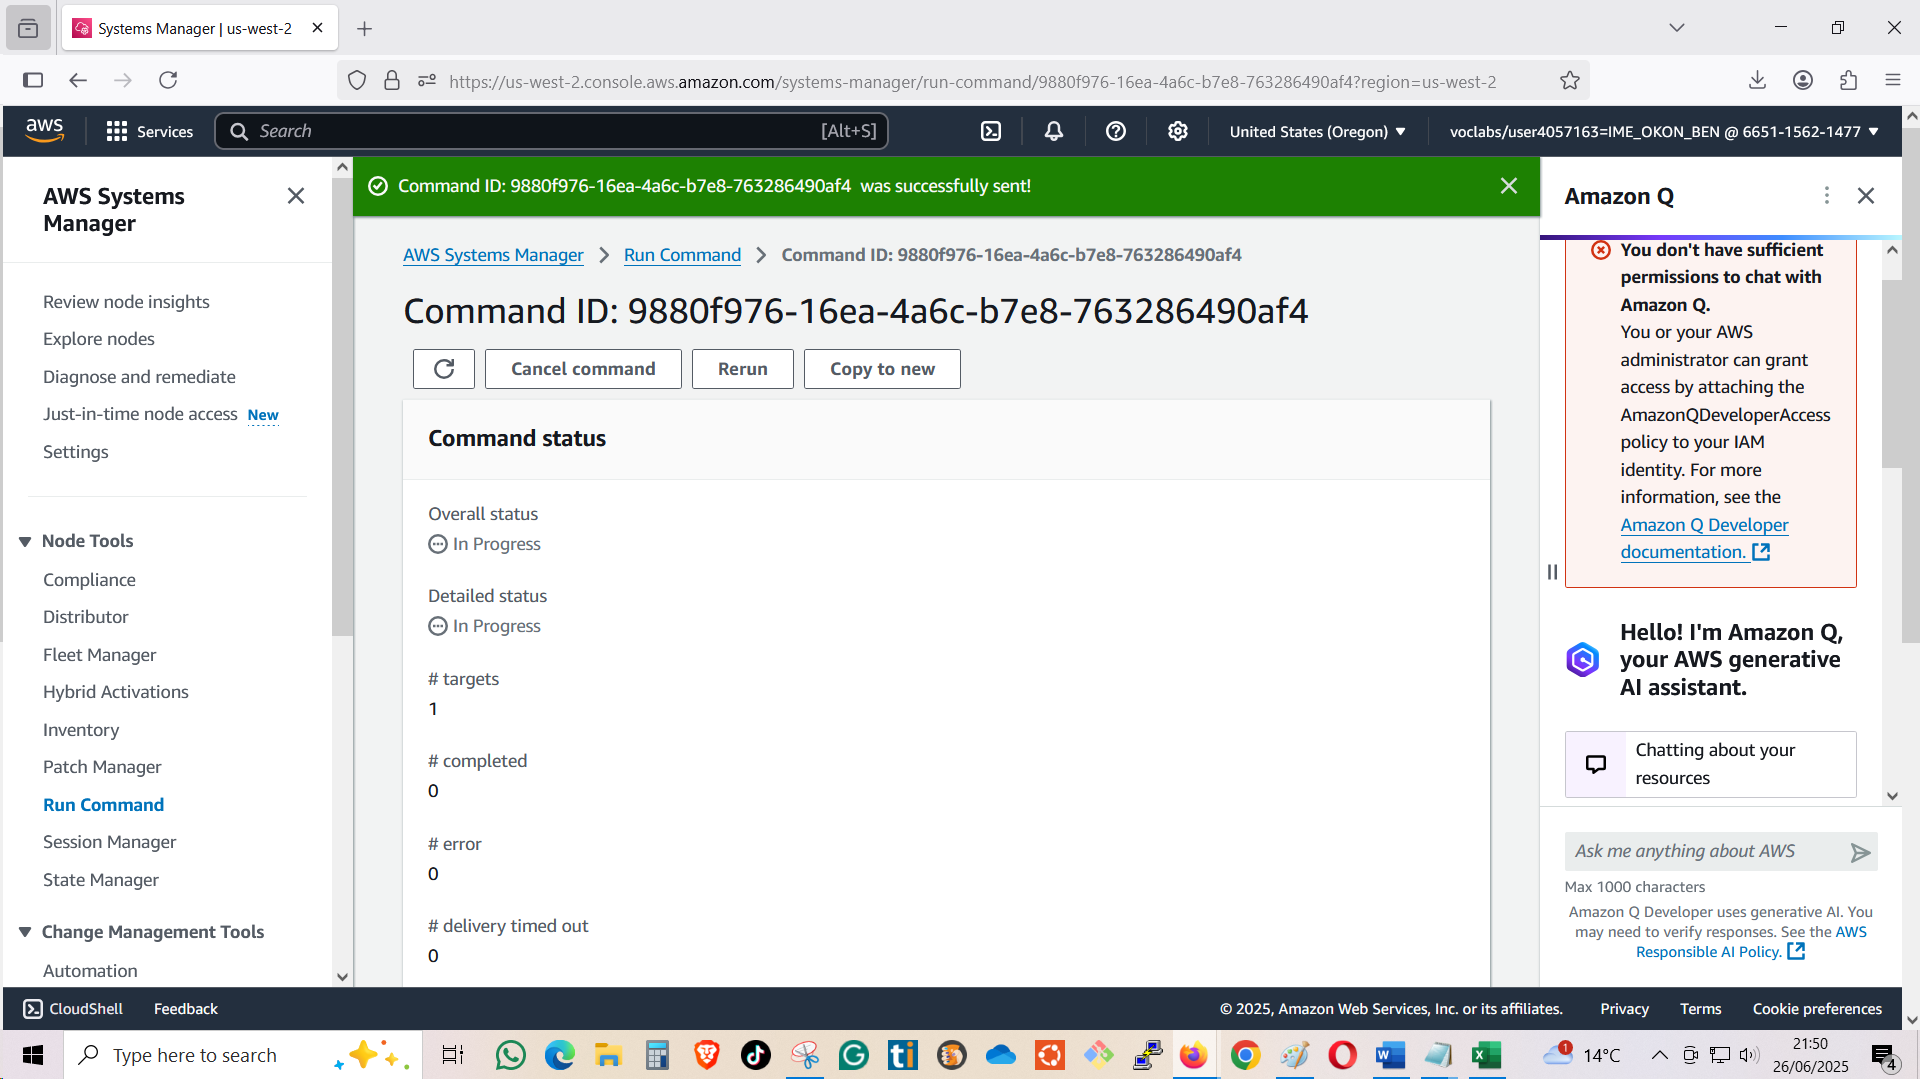 Systems Manager | us-west-2
https://us-west-2.console.aws.amazon.com/systems-manager/run-command/9880f976-16ea-4a6c-b7e8-763286490af4?region=us-west-2
aws
Services
Search
[Alt+S]
United States (Oregon)
voclabs/user4057163=IME_OKON_BEN @ 6651-1562-1477
AWS Systems
Manager
Review node insights
Explore nodes
Diagnose and remediate
Just-in-time node access New
Settings
Node Tools
Compliance
Distributor
Fleet Manager
Hybrid Activations
Inventory
Patch Manager
Run Command
Session Manager
State Manager
Change Management Tools
Automation
Command ID: 9880f976-16ea-4a6c-b7e8-763286490af4 was successfully sent!
AWS Systems Manager
Run Command
Command ID: 9880f976-16ea-4a6c-b7e8-763286490af4
Command ID: 9880f976-16ea-4a6c-b7e8-763286490af4
Cancel command
Rerun
Copy to new
Command status
Overall status
In Progress
Detailed status
In Progress
# targets
1
# completed
0
# error
0
# delivery timed out
0
Amazon Q
You don't have sufficient
permissions to chat with
Amazon Q.
You or your AWS
administrator can grant
access by attaching the
AmazonQDeveloperAccess
policy to your IAM
identity. For more
information, see the
Amazon Q Developer
documentation.
Hello! I'm Amazon Q,
your AWS generative
AI assistant.
Chatting about your
resources
Ask me anything about AWS
Max 1000 characters
Amazon Q Developer uses generative AI. You
may need to verify responses. See the AWS
Responsible AI Policy.
CloudShell
Feedback
© 2025, Amazon Web Services, Inc. or its affiliates.
Privacy
Terms
Cookie preferences
Type here to search
1
14°C
21:50
26/06/2025
4